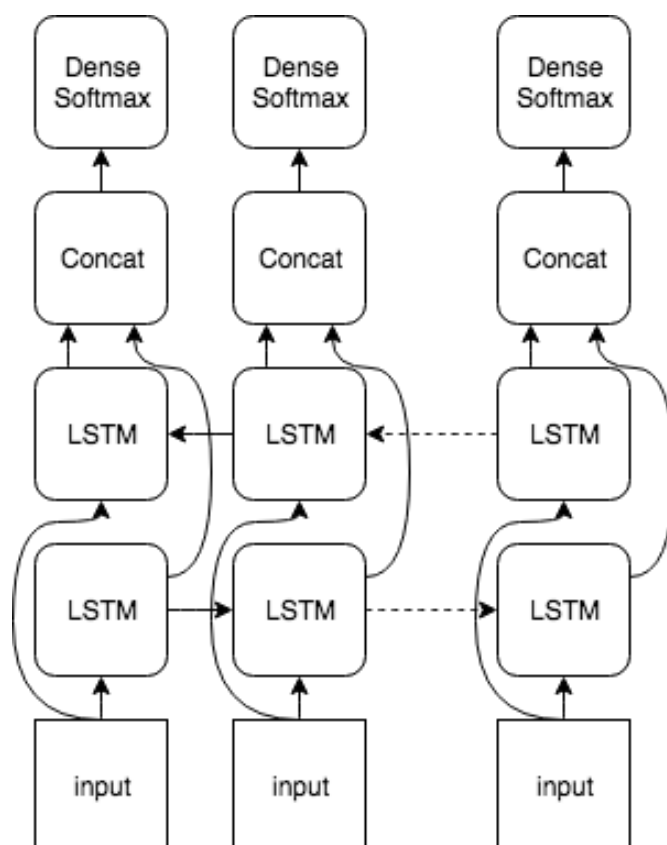 Dense
Softmax
Dense
Softmax
Dense
Softmax
Concat
Concat
Concat
LSTM
LSTM
LSTM
LSTM
LSTM
LSTM
input
input
input